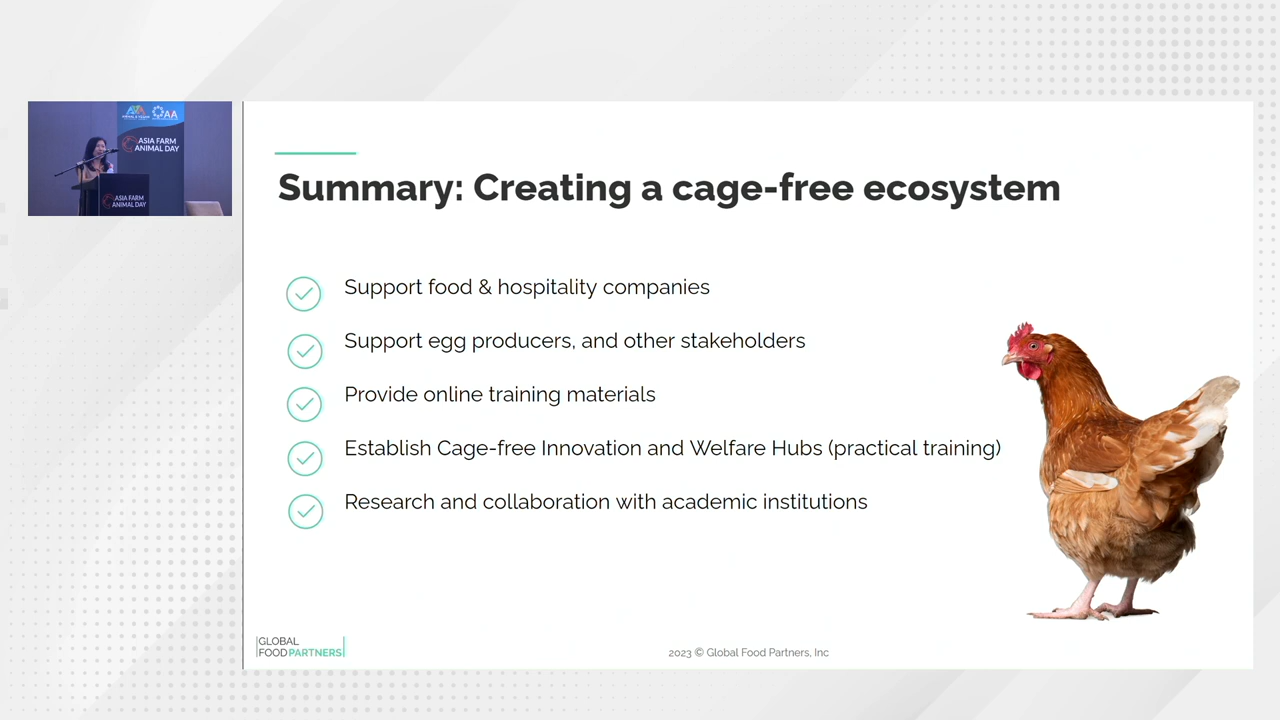 AA
ASIA FARM
ANIMAL DAY
ASIA FARM
ANIMAL DAY
Summary: Creating a cage-free ecosystem
Support food & hospitality companies
Support egg producers, and other stakeholders
Provide online training materials
Establish Cage-free Innovation and Welfare Hubs (practical training)
Research and collaboration with academic institutions
GLOBAL
FOODPARTNERS
2023 © Global Food Partners, Inc